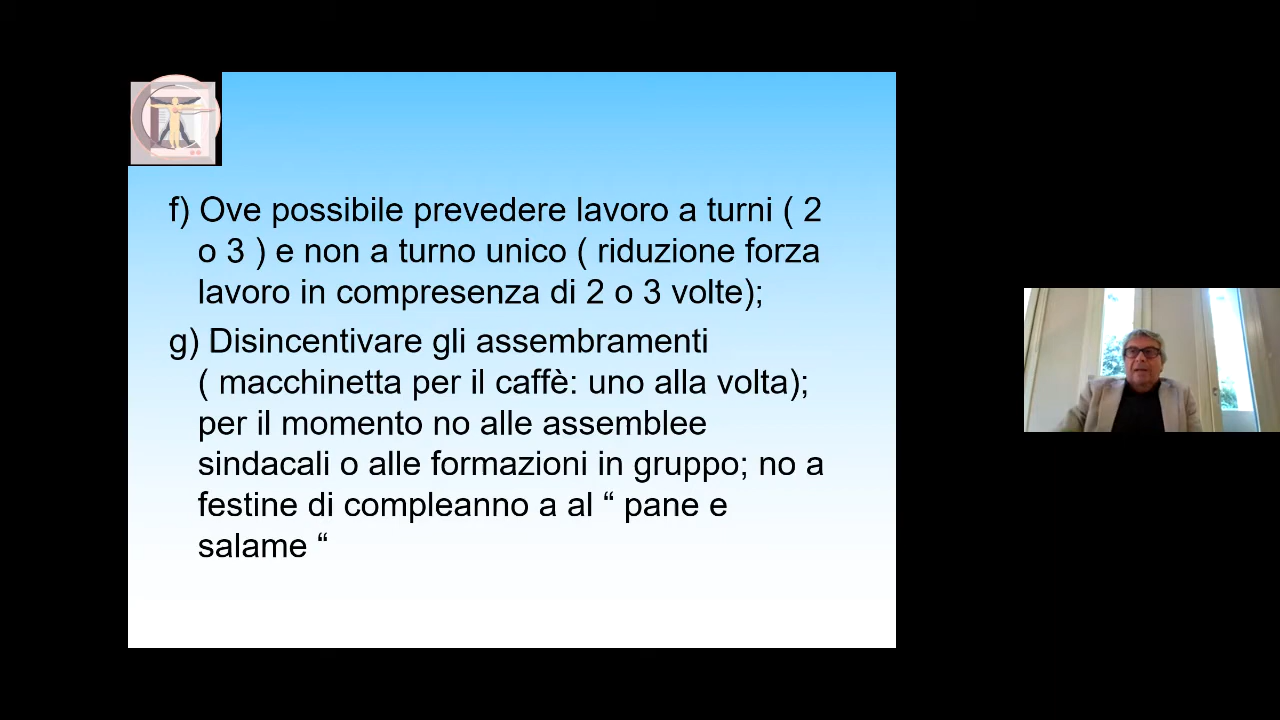 f) Ove possibile prevedere lavoro a turni ( 2
o 3 ) e non a turno unico ( riduzione forza
lavoro in compresenza di 2 o 3 volte);
g) Disincentivare gli assembramenti
( macchinetta per il caffè: uno alla volta);
per il momento no alle assemblee
sindacali o alle formazioni in gruppo; no a
festine di compleanno a al “ pane e
salame “